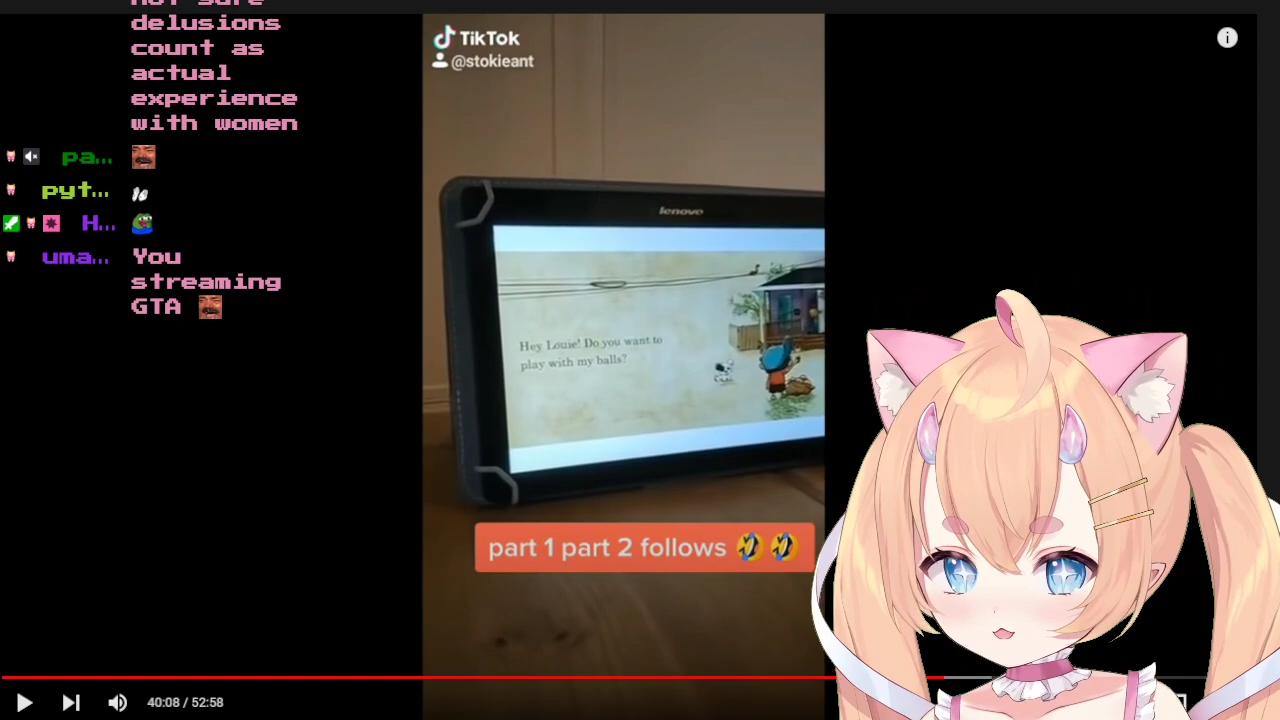 delusions
count as
actual
experience
with women
pa...
pyt...
H...
uma... You
streaming
GTA
TikTok
@stokieant
lenovo
Hey Louie! Do you want to
play with my balls?
part 1 part 2 follows 🤣 🤣
40:08 / 52:58